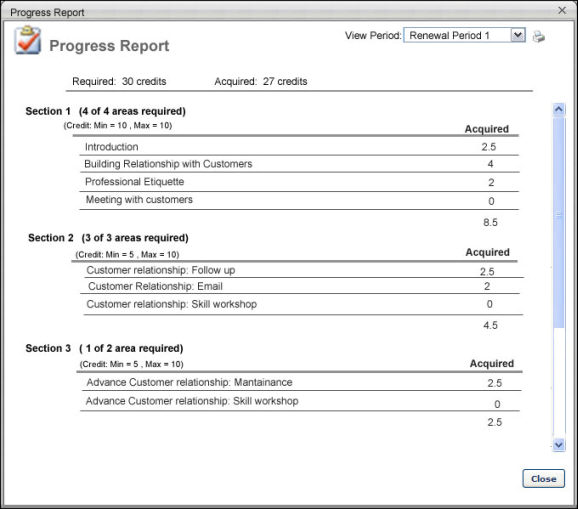 Progress Report
Progress Report
View Period: Renewal Period 1
Required: 30 credits Acquired: 27 credits
Section 1 (4 of 4 areas required)
(Credit: Min = 10 , Max = 10)
Acquired
Introduction 2.5
Building Relationship with Customers 4
Professional Etiquette 2
Meeting with customers 0
8.5
Section 2 (3 of 3 areas required)
(Credit: Min = 5 , Max = 10)
Acquired
Customer relationship: Follow up 2.5
Customer Relationship: Email 2
Customer relationship: Skill workshop 0
4.5
Section 3 ( 1 of 2 area required)
(Credit: Min = 5 , Max = 10)
Acquired
Advance Customer relationship: Mantainance 2.5
Advance Customer relationship: Skill workshop 0
2.5
Close